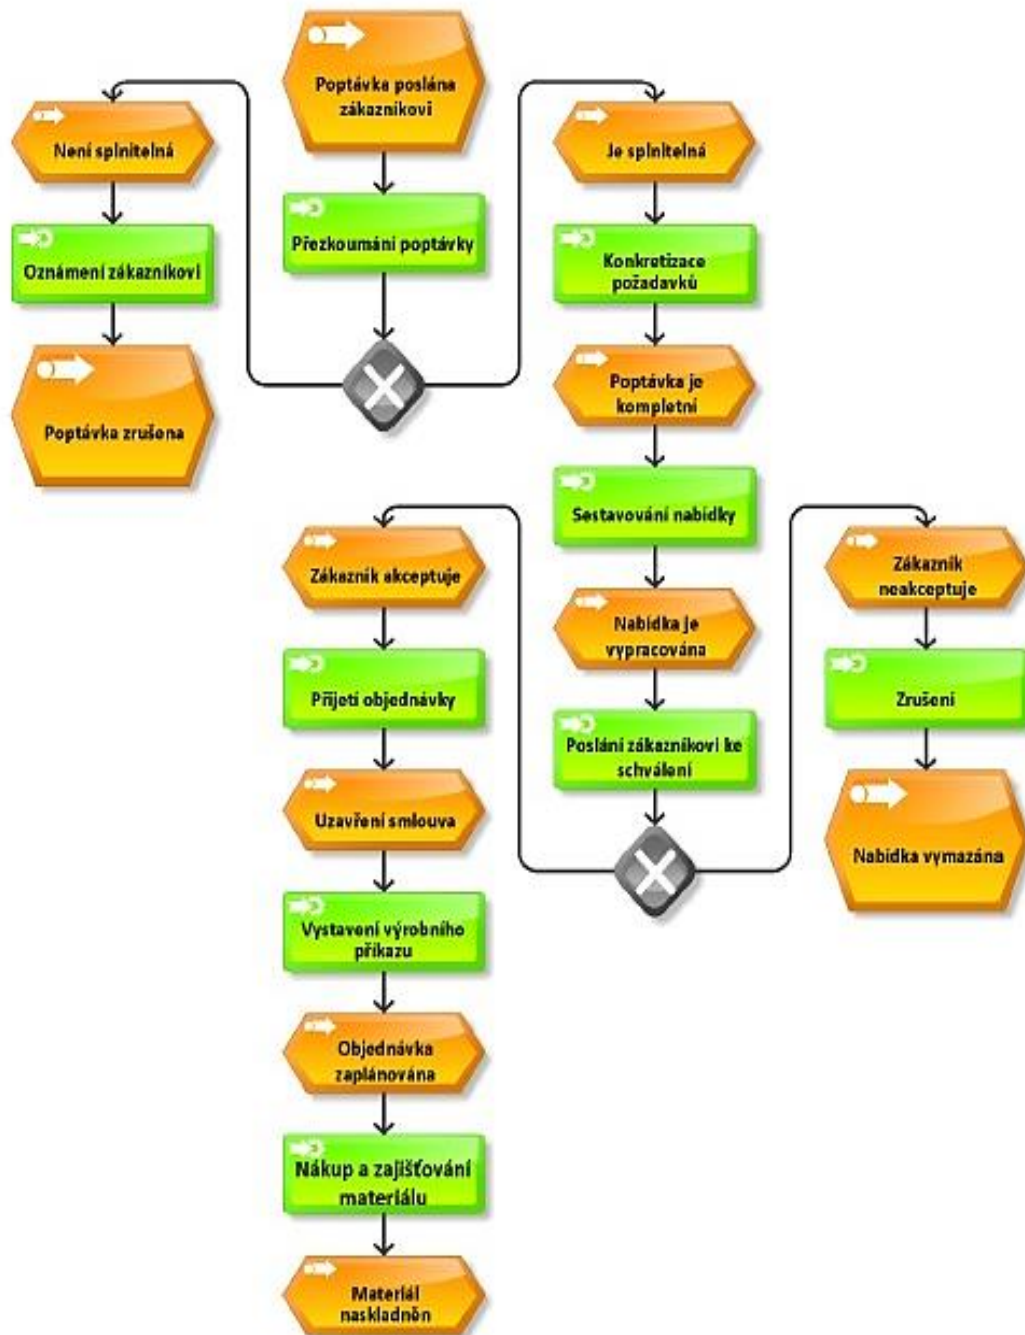 Poptávka poslána
zákazníkovi
Není splnitelná
Je splnitelná
Přezkoumání poptávky
Oznámení zákazníkovi
Konkretizace
požadavků
Poptávka zrušena
Poptávka je
kompletní
Sestavování nabídky
Zákazník akceptuje
Zákazník
neakceptuje
Nabídka je
vypracována
Přijetí objednávky
Zrušení
Poslání zákazníkovi ke
schválení
Uzavření smlouva
Nabídka vymazána
Vystavení výrobního
příkazu
Objednávka
zaplánována
Nákup a zajišťování
materiálu
Materiál
naskladněn